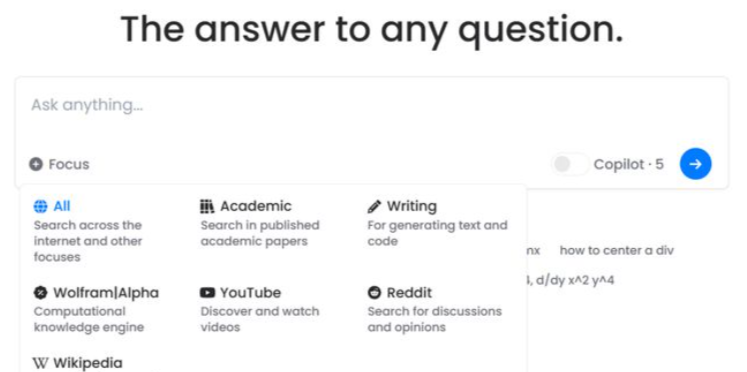 The answer to any question.
Ask anything...
Focus
Copilot · 5
All
Search across the
internet and other
focuses
Academic
Search in published
academic papers
Writing
For generating text and
code
how to center a div
d/dy x^2 y^4
Wolfram|Alpha
Computational
knowledge engine
YouTube
Discover and watch
videos
Reddit
Search for discussions
and opinions
Wikipedia